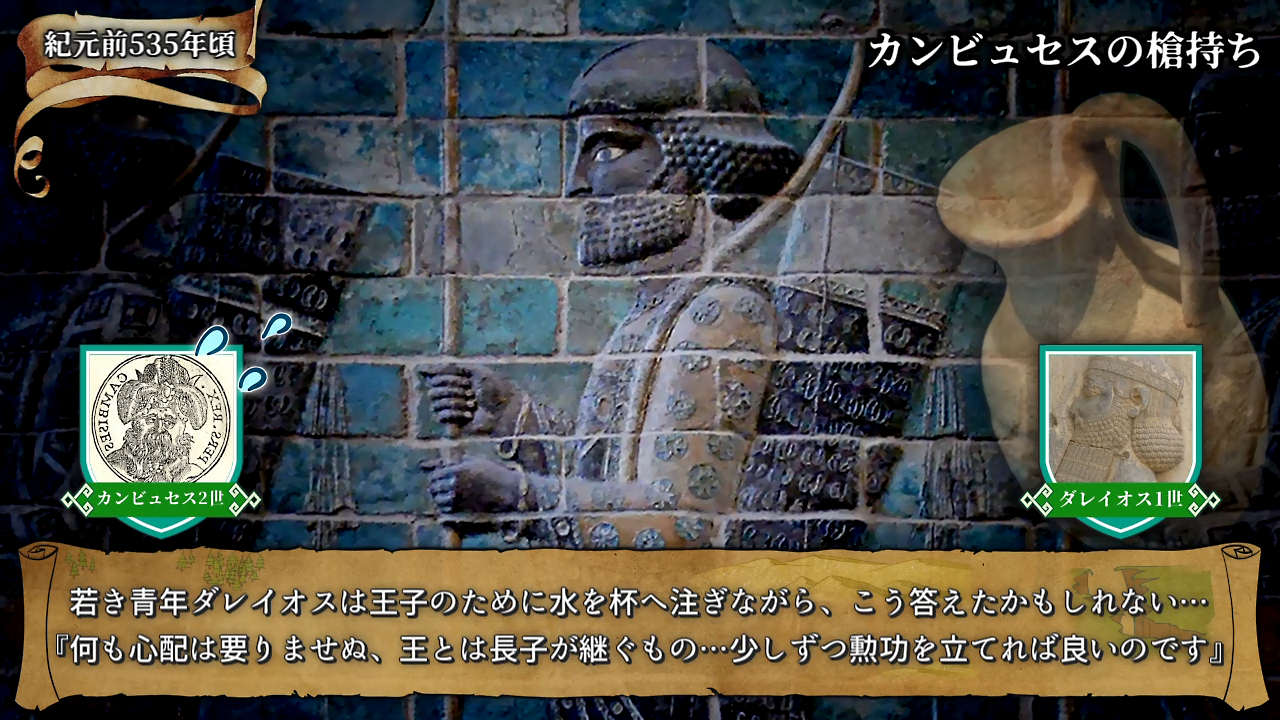 紀元前535年頃
カンビュセスの槍持ち
CAMBEISES REX. PERS.
カンビュセス2世
ダレイオス1世
若き青年ダレイオスは王子のために水を杯へ注ぎながら、こう答えたかもしれない…
『何も心配は要りませぬ、王とは長子が継ぐもの…少しずつ勲功を立てれば良いのです』